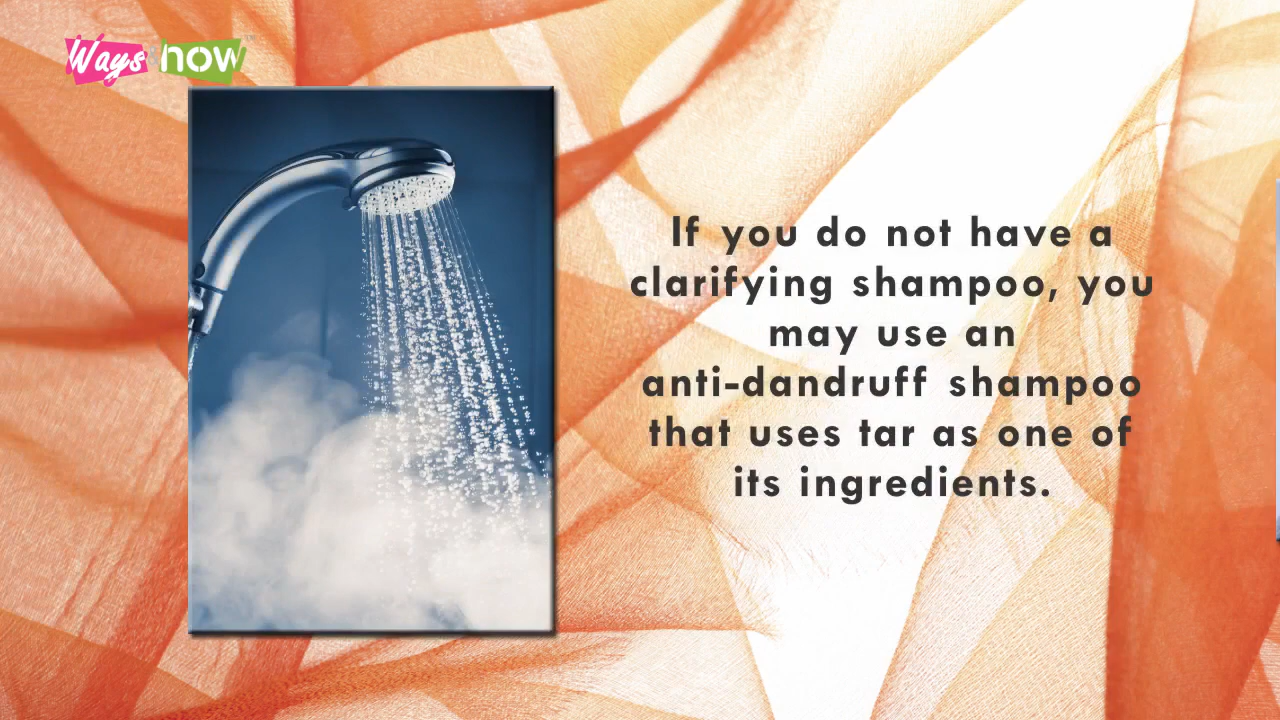 Ways now
If you do not have a
clarifying shampoo, you
may use an
anti-dandruff shampoo
that uses tar as one of
its ingredients.